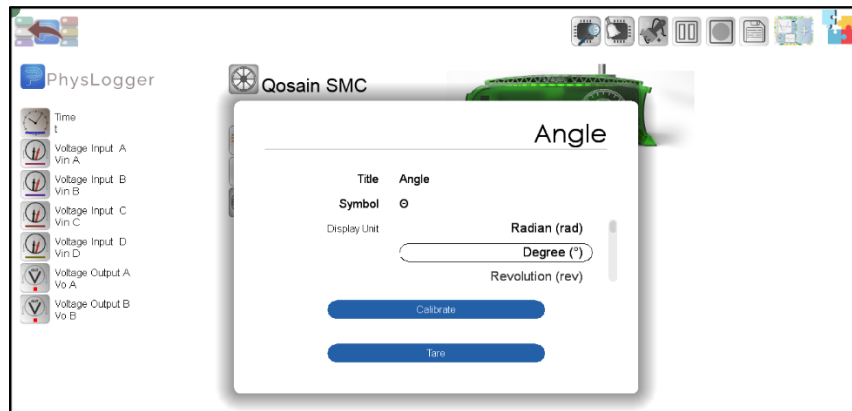 PhysLogger
Time
t
Voltage Input A
Vin A
Voltage Input B
Vin B
Voltage Input C
Vin C
Voltage Input D
Vin D
Voltage Output A
Vo A
Voltage Output B
Vo B
Qosain SMC
Angle
Title Angle
Symbol Θ
Display Unit Radian (rad)
Degree (°)
Revolution (rev)
Calibrate
Tare